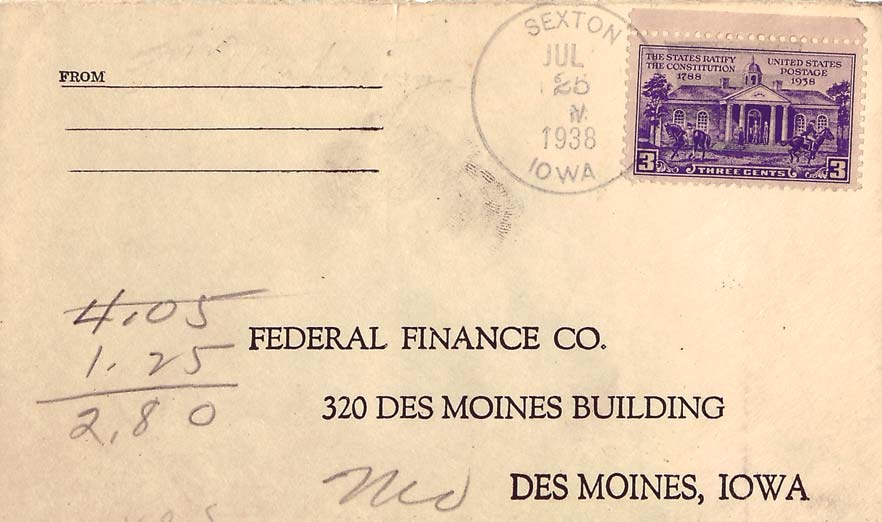 SEXTON
JUL
25
M
1938
IOWA
THE STATES RATIFY
THE CONSTITUTION
1788
UNITED STATES
POSTAGE
1938
3 THREE CENTS 3
FROM
4.05
1.25
2.80
FEDERAL FINANCE CO.
320 DES MOINES BUILDING
DES MOINES, IOWA